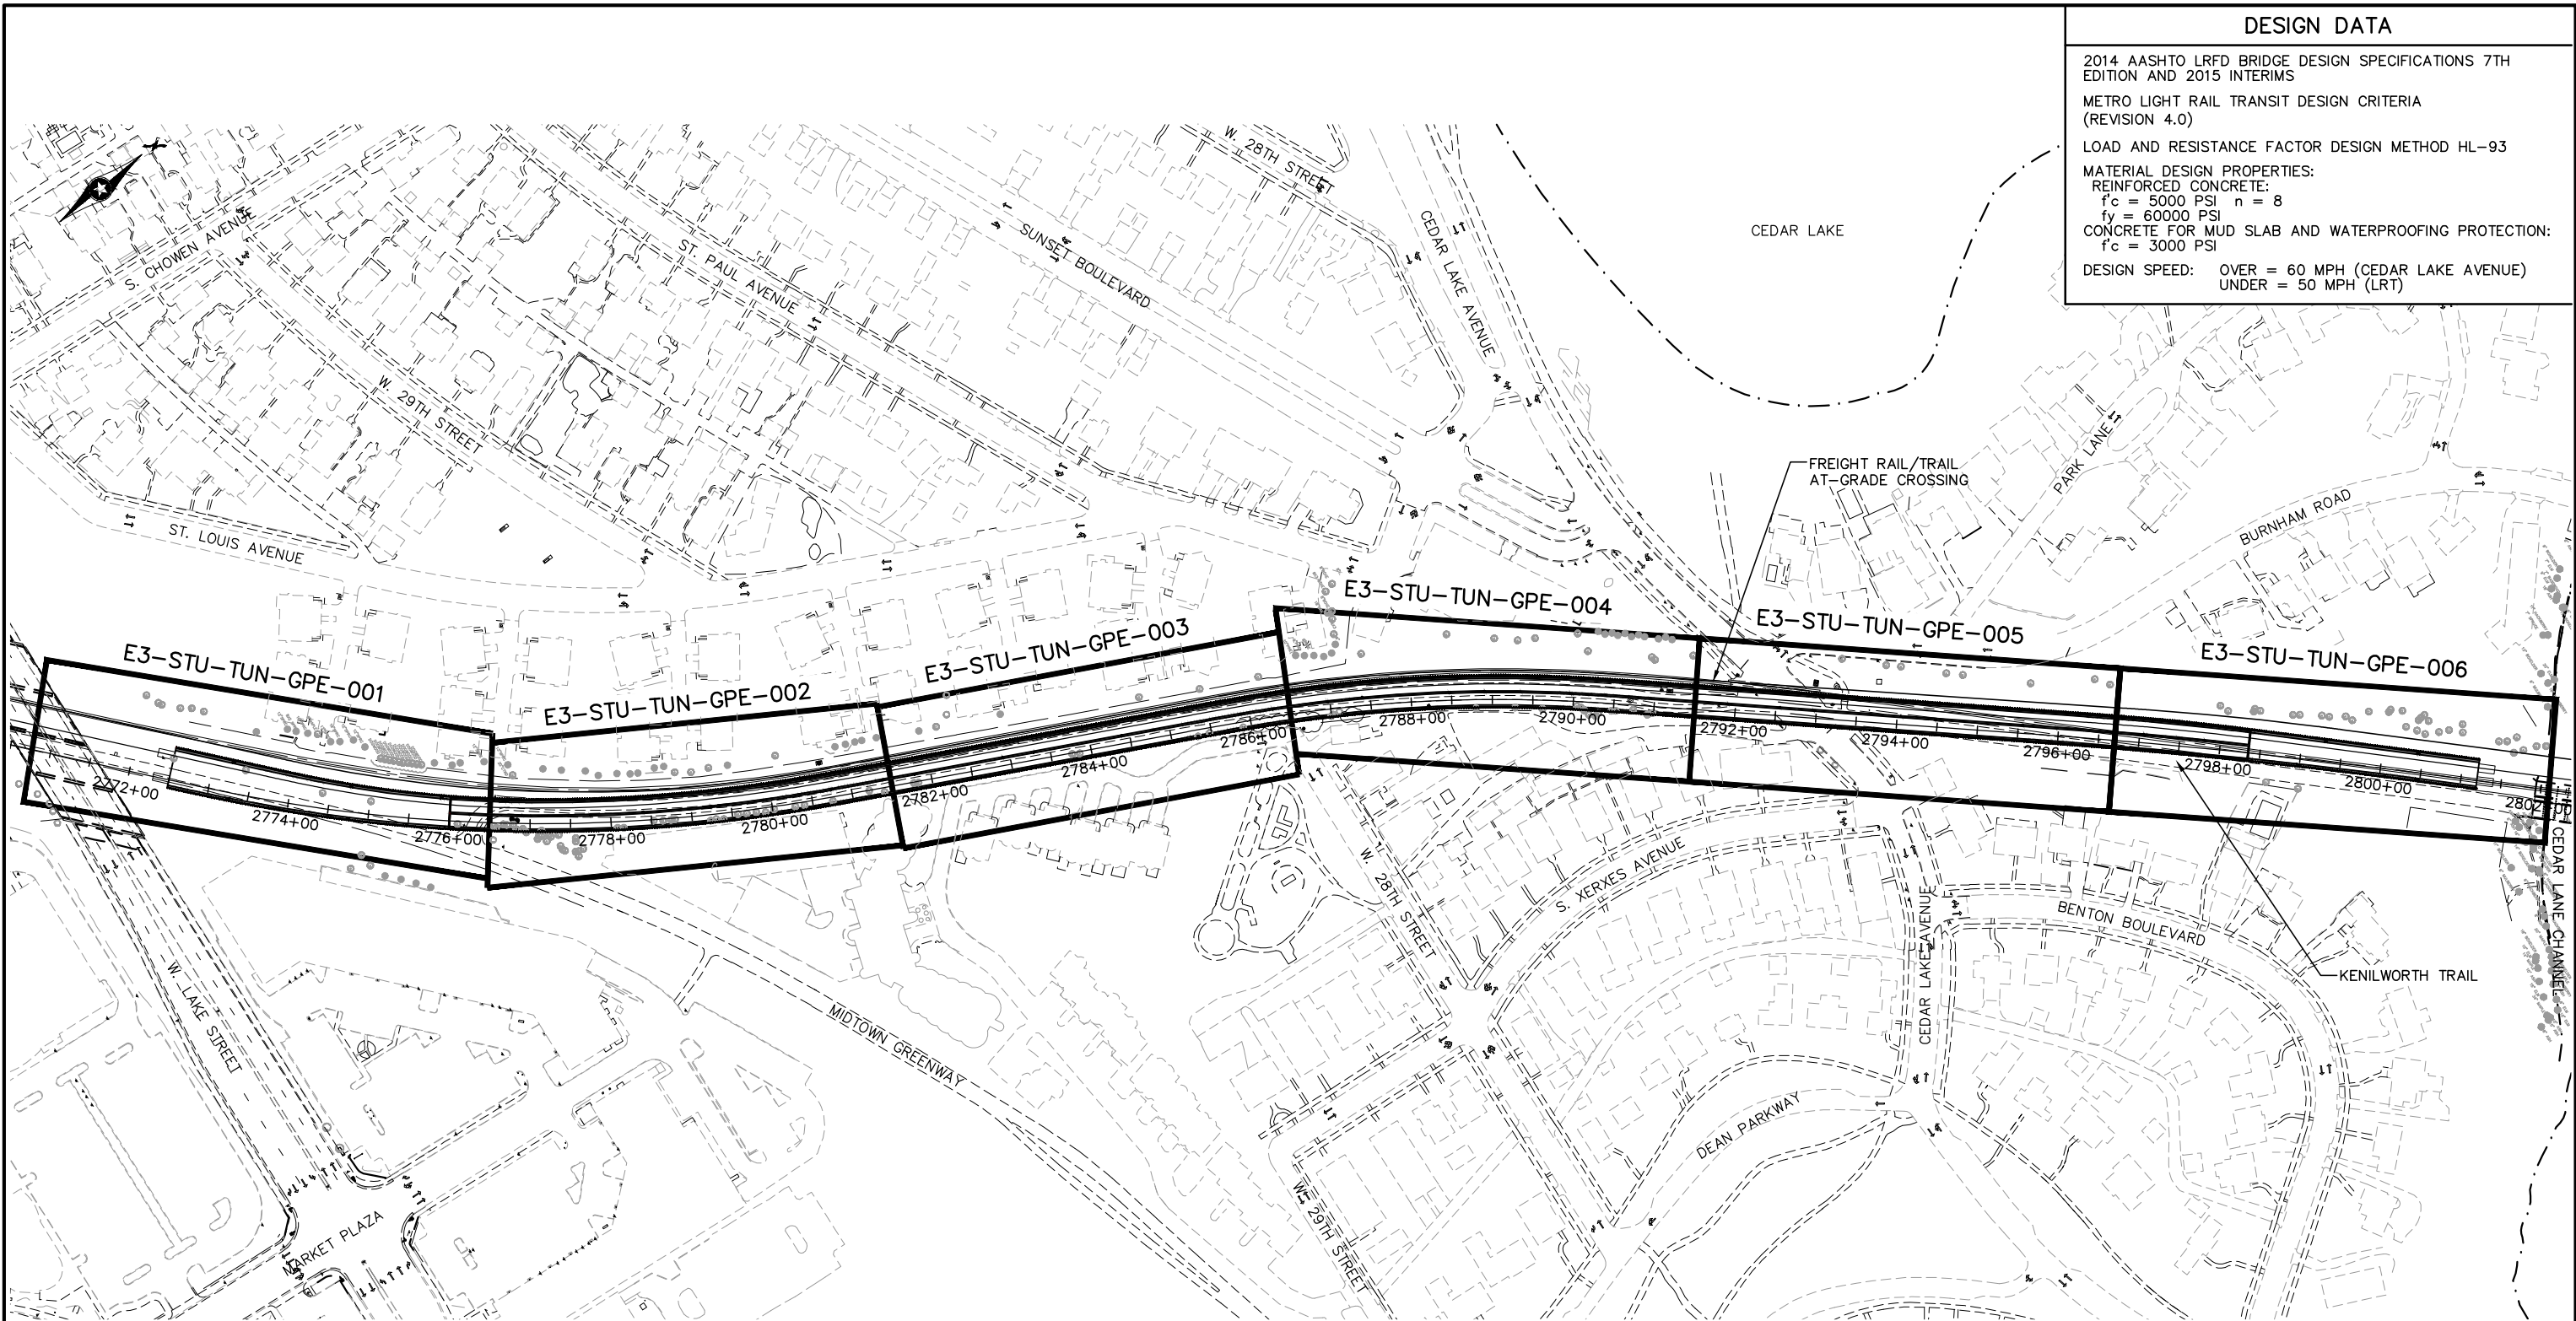 DESIGN DATA
2014 AASHTO LRFD BRIDGE DESIGN SPECIFICATIONS 7TH
EDITION AND 2015 INTERIMS
METRO LIGHT RAIL TRANSIT DESIGN CRITERIA
(REVISION 4.0)
LOAD AND RESISTANCE FACTOR DESIGN METHOD HL-93
MATERIAL DESIGN PROPERTIES:
REINFORCED CONCRETE:
f'c = 5000 PSI n = 8
fy = 60000 PSI
CONCRETE FOR MUD SLAB AND WATERPROOFING PROTECTION:
f'c = 3000 PSI
DESIGN SPEED: OVER = 60 MPH (CEDAR LAKE AVENUE)
UNDER = 50 MPH (LRT)
W. 28TH STREET
CEDAR LAKE AVENUE
CEDAR LAKE
S. CHOWEN AVENUE
ST. PAUL AVENUE
SUNSET BOULEVARD
W. 29TH STREET
ST. LOUIS AVENUE
FREIGHT RAIL/TRAIL
AT-GRADE CROSSING
PARK LANE
BURNHAM ROAD
E3-STU-TUN-GPE-001
E3-STU-TUN-GPE-002
E3-STU-TUN-GPE-003
E3-STU-TUN-GPE-004
E3-STU-TUN-GPE-005
E3-STU-TUN-GPE-006
2772+00
2774+00
2776+00
2778+00
2780+00
2782+00
2784+00
2786+00
2788+00
2790+00
2792+00
2794+00
2796+00
2798+00
2800+00
2802+00
W. LAKE STREET
MARKET PLAZA
MIDTOWN GREENWAY
W. 28TH STREET
S. XERXES AVENUE
CEDAR LAKE AVENUE
BENTON BOULEVARD
KENILWORTH TRAIL
CEDAR LANE CHANNEL
DEAN PARKWAY
W. 29TH STREET